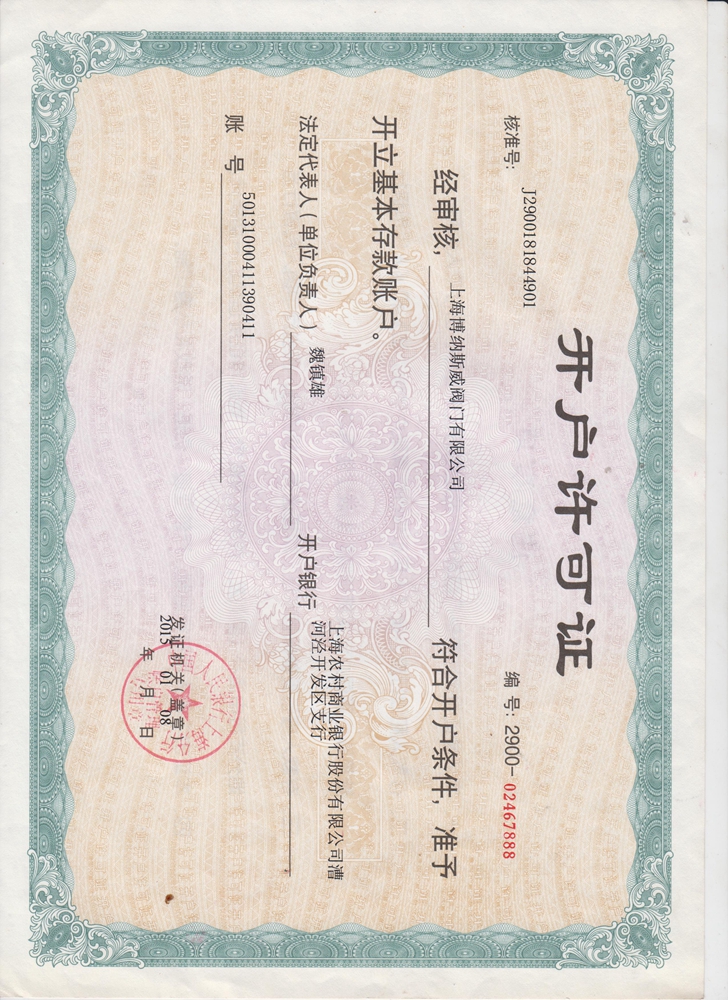 开户许可证
核准号: J2900181844901
编 号: 2900-02467888
经审核, 上海博纳斯威阀门有限公司 符合开户条件, 准予
开立基本存款账户。
法定代表人(单位负责人) 魏镇雄 开户银行 上海农村商业银行股份有限公司漕
河泾开发区支行
账 号 50131000411390411
发证机关(盖章)
2015 年 01 月 08 日